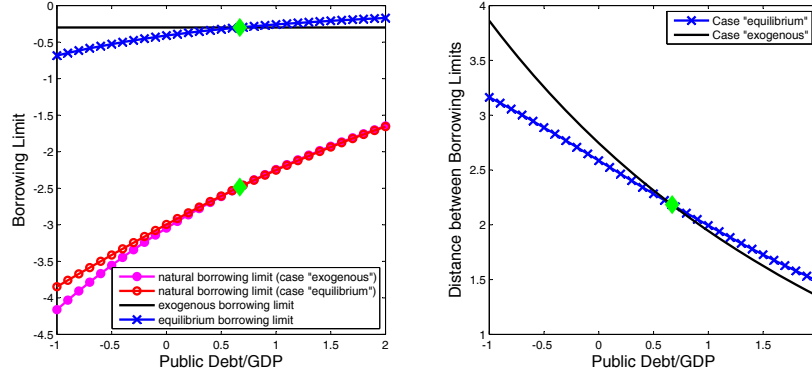 0
-0.5
-1
-1.5
-2
-2.5
-3
-3.5
-4
-4.5
Borrowing Limit
-1 -0.5 0 0.5 1 1.5 2
Public Debt/GDP
natural borrowing limit (case "exogenous")
natural borrowing limit (case "equilibrium")
exogenous borrowing limit
equilibrium borrowing limit
4
3.5
3
2.5
2
1.5
1
Distance between Borrowing Limits
-1 -0.5 0 0.5 1 1.5
Public Debt/GDP
Case "equilibrium"
Case "exogenous"